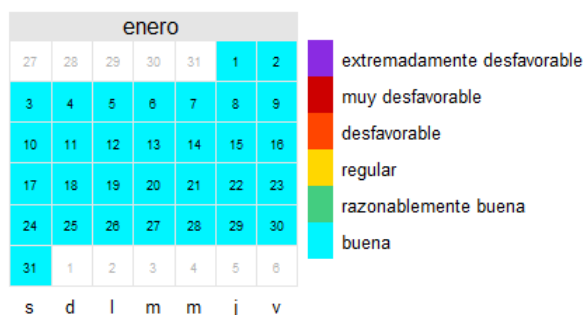 enero
27 28 29 30 31 1 2
3 4 5 6 7 8 9
10 11 12 13 14 15 16
17 18 19 20 21 22 23
24 25 26 27 28 29 30
31 1 2 3 4 5 6
s d l m m j v
extremadamente desfavorable
muy desfavorable
desfavorable
regular
razonablemente buena
buena